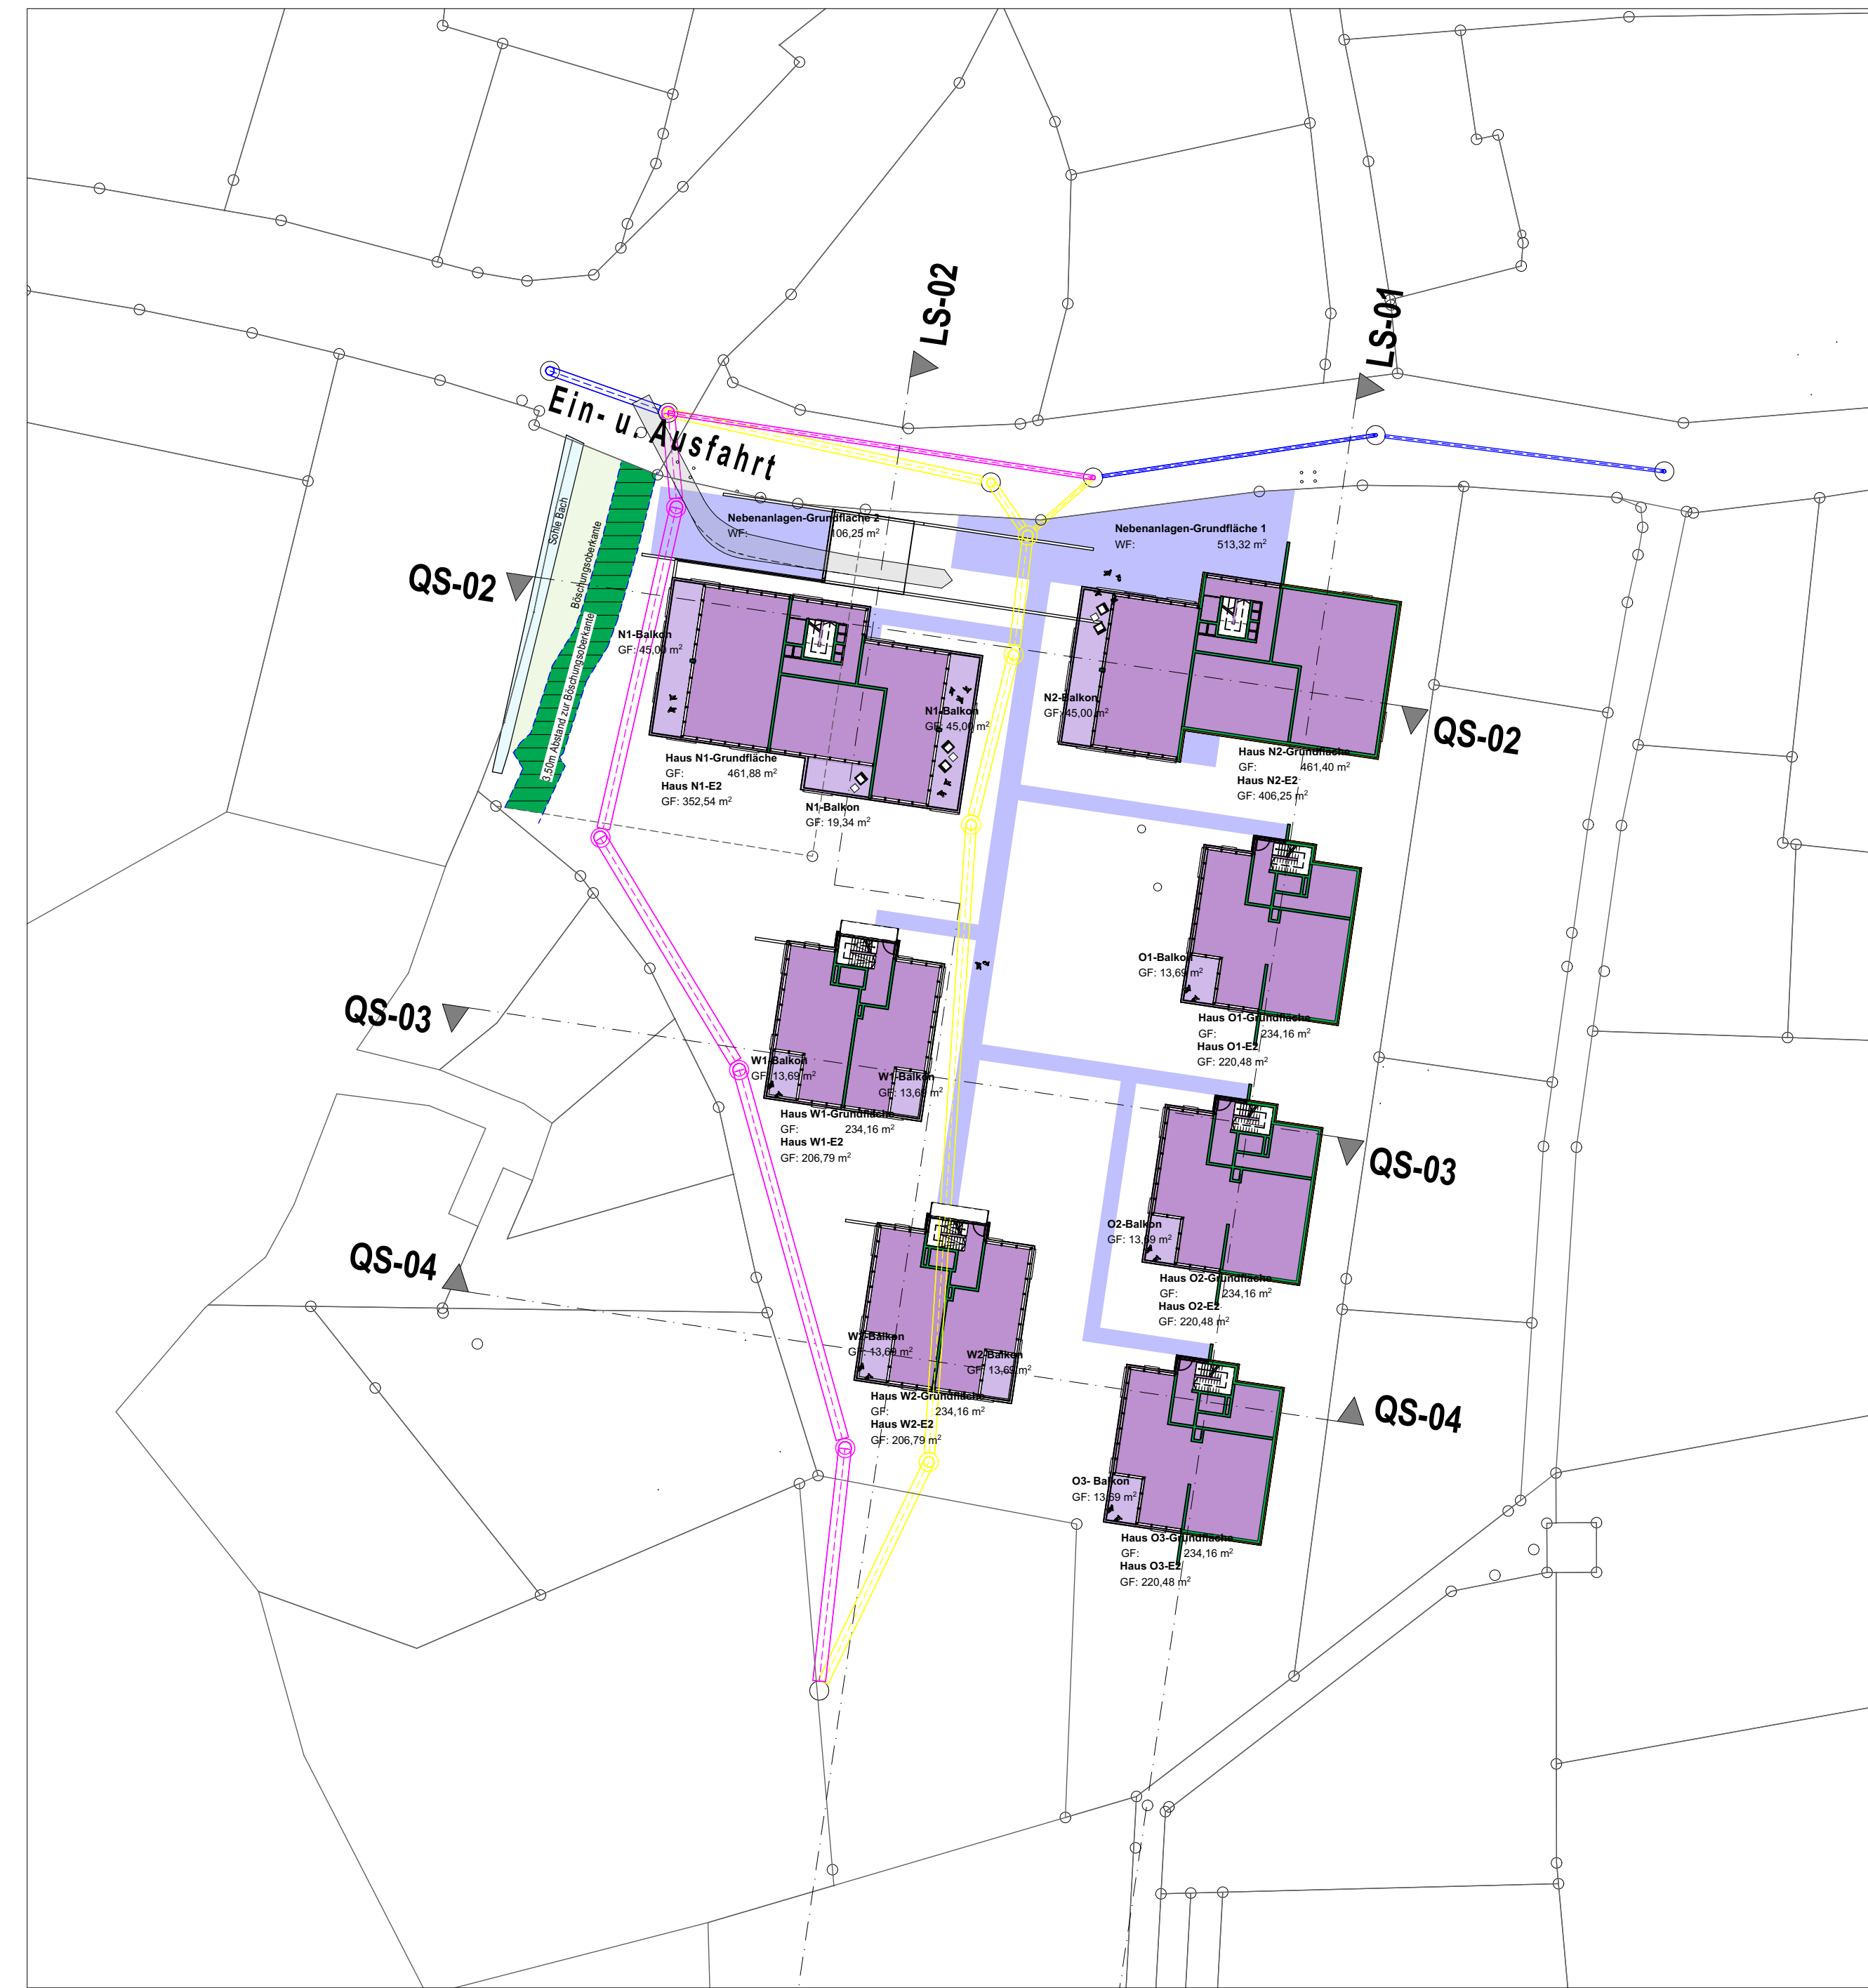 LS-02
LS-01
Ein- u. Ausfahrt
Sohle Bach
Böschungsoberkante
3,50m Abstand zur Böschungsoberkante
Nebenanlagen-Grundfläche 2
WF: 106,25 m²
Nebenanlagen-Grundfläche 1
WF: 513,32 m²
QS-02
N1-Balkon
GF: 45,00 m²
N1-Balkon
GF: 45,00 m²
N2-Balkon
GF: 45,00 m²
QS-02
Haus N1-Grundfläche
GF: 461,88 m²
Haus N1-E2
GF: 352,54 m²
N1-Balkon
GF: 19,34 m²
Haus N2-Grundfläche
GF: 461,40 m²
Haus N2-E2
GF: 406,25 m²
O1-Balkon
GF: 13,69 m²
QS-03
Haus O1-Grundfläche
GF: 234,16 m²
Haus O1-E2
GF: 220,48 m²
W1-Balkon
GF: 13,69 m²
W1-Balkon
GF: 13,69 m²
Haus W1-Grundfläche
GF: 234,16 m²
Haus W1-E2
GF: 206,79 m²
QS-03
O2-Balkon
GF: 13,69 m²
QS-04
Haus O2-Grundfläche
GF: 234,16 m²
Haus O2-E2
GF: 220,48 m²
W2-Balkon
GF: 13,69 m²
W2-Balkon
GF: 13,69 m²
Haus W2-Grundfläche
GF: 234,16 m²
Haus W2-E2
GF: 206,79 m²
QS-04
O3- Balkon
GF: 13,69 m²
Haus O3-Grundfläche
GF: 234,16 m²
Haus O3-E2
GF: 220,48 m²